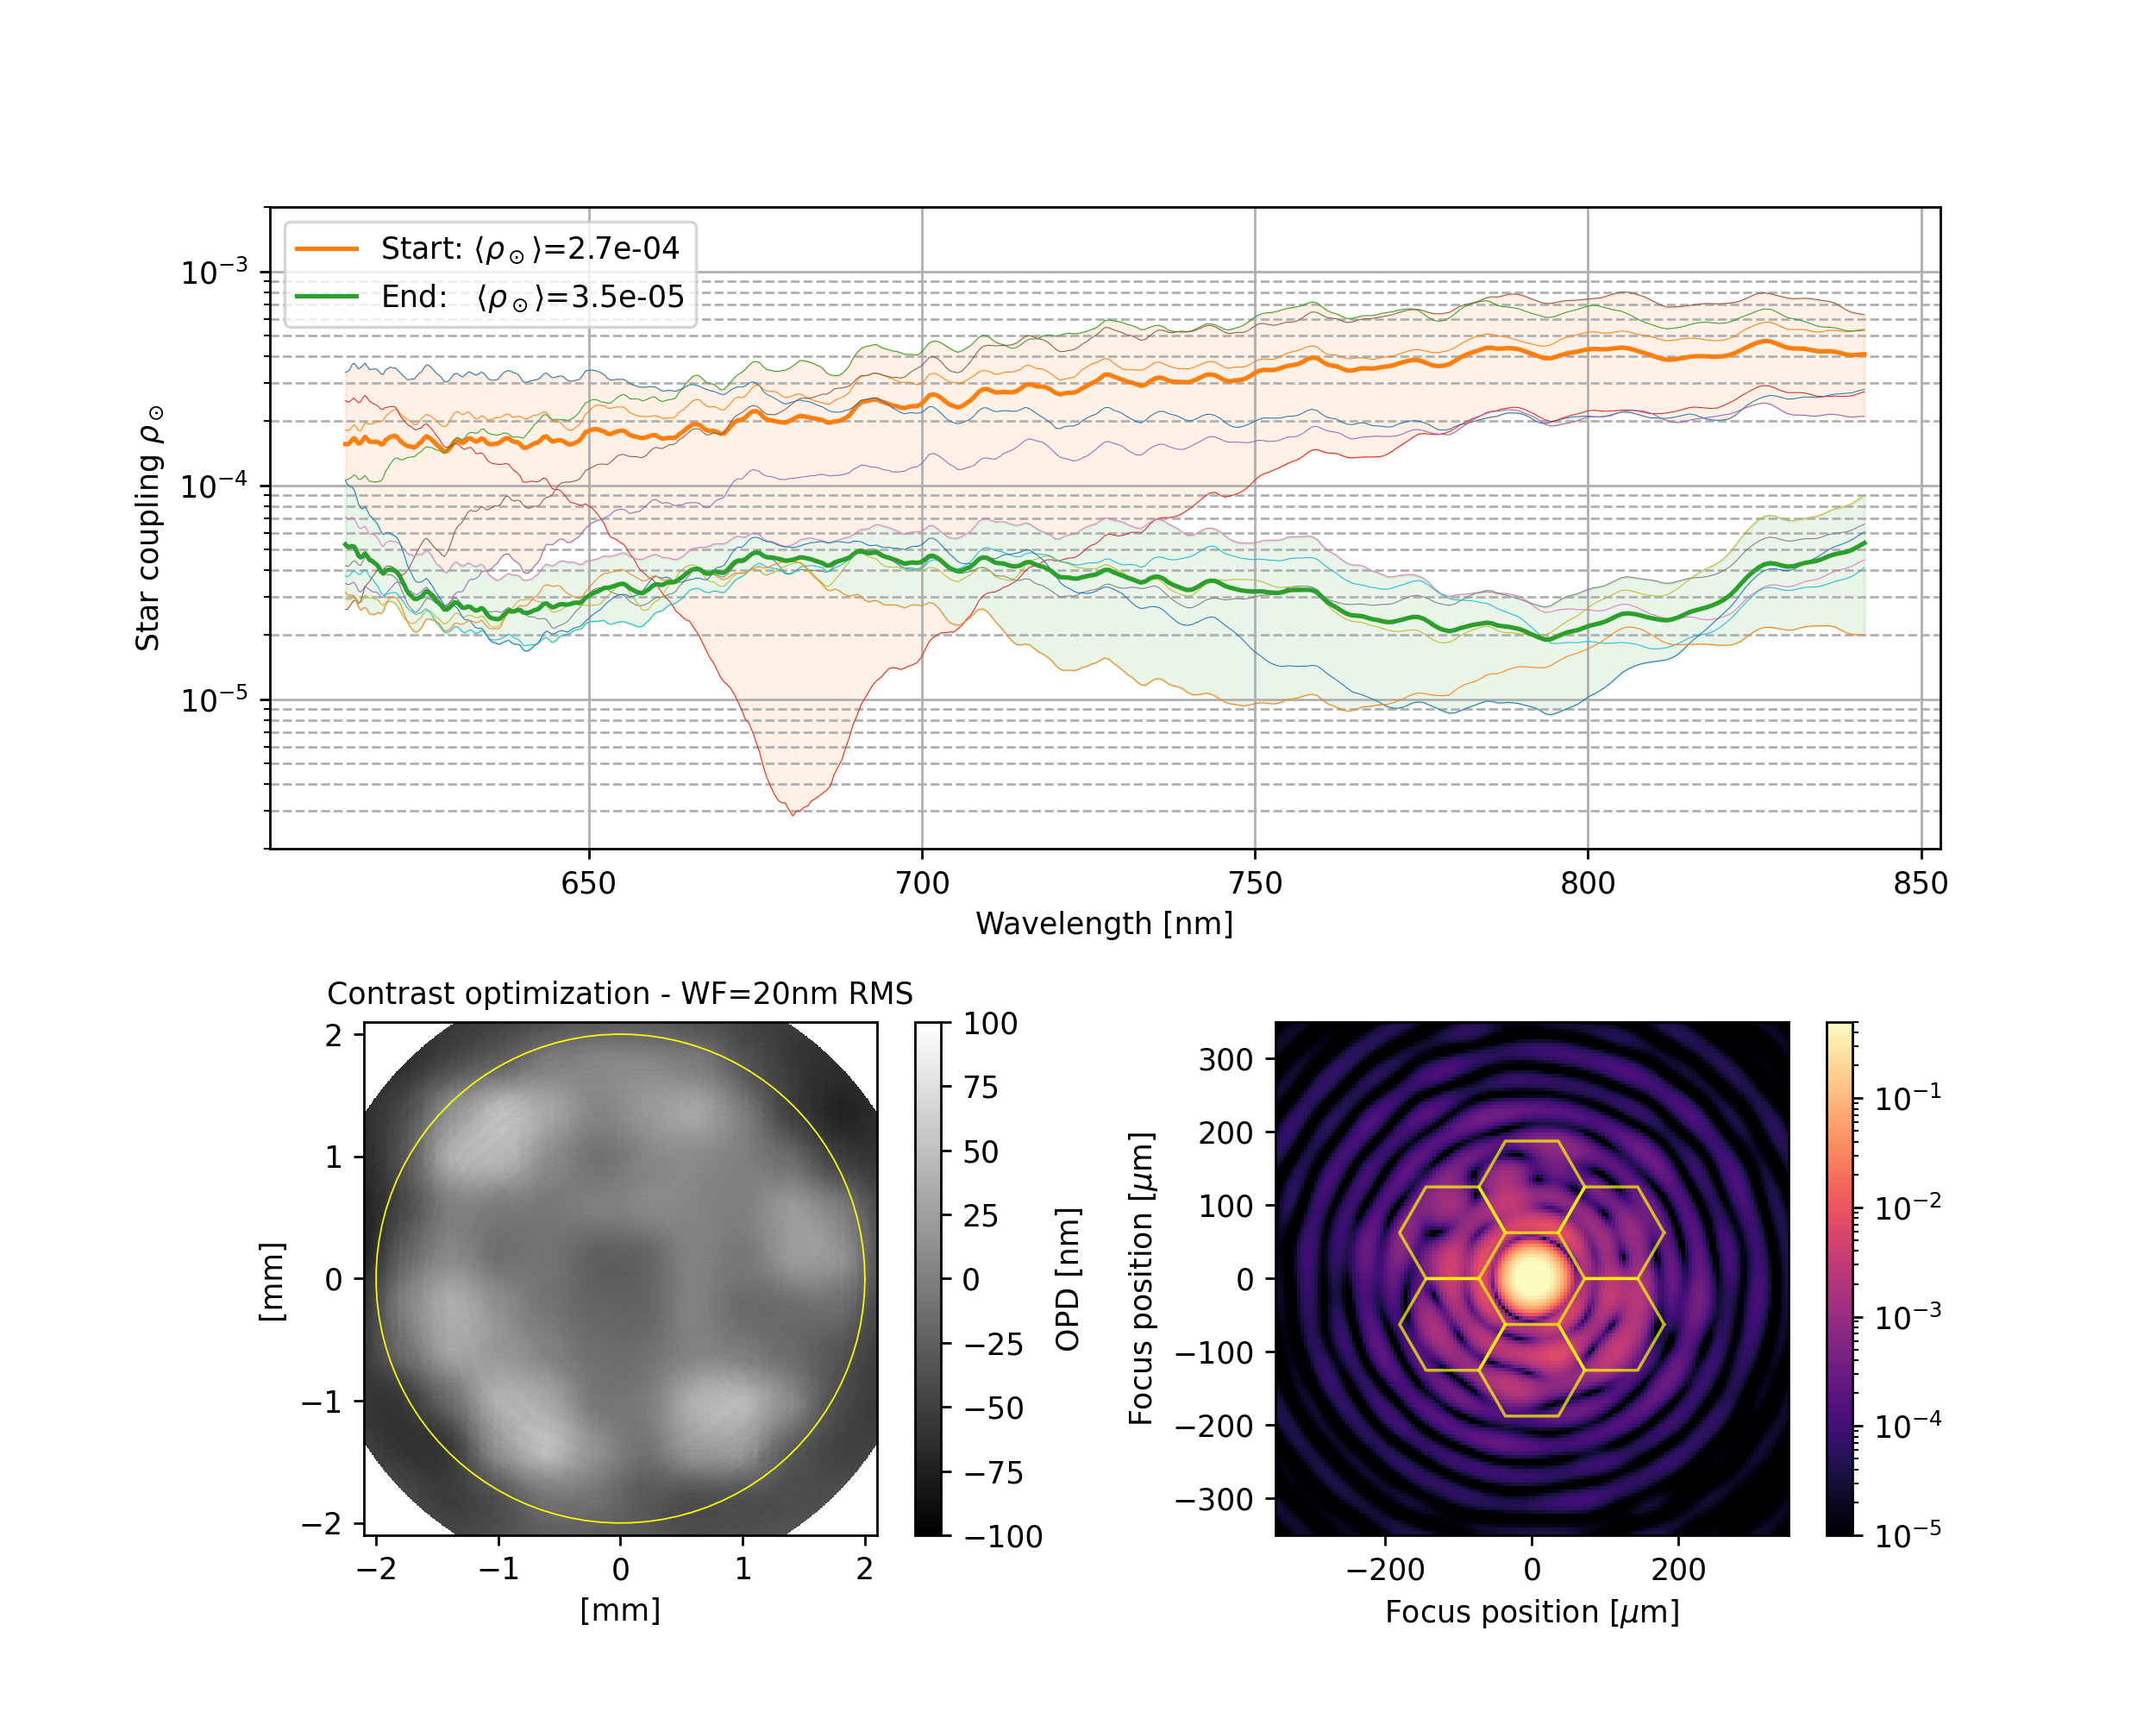 Start: ⟨ρ⊙⟩=2.7e-04
End: ⟨ρ⊙⟩=3.5e-05
Star coupling ρ⊙
10⁻³
10⁻⁴
10⁻⁵
650 700 750 800 850
Wavelength [nm]
Contrast optimization - WF=20nm RMS
[mm]
2
1
0
−1
−2
−2 −1 0 1 2
[mm]
100
75
50
25
0
−25
−50
−75
−100
OPD [nm]
Focus position [μm]
300
200
100
0
−100
−200
−300
−200 0 200
Focus position [μm]
10⁻¹
10⁻²
10⁻³
10⁻⁴
10⁻⁵